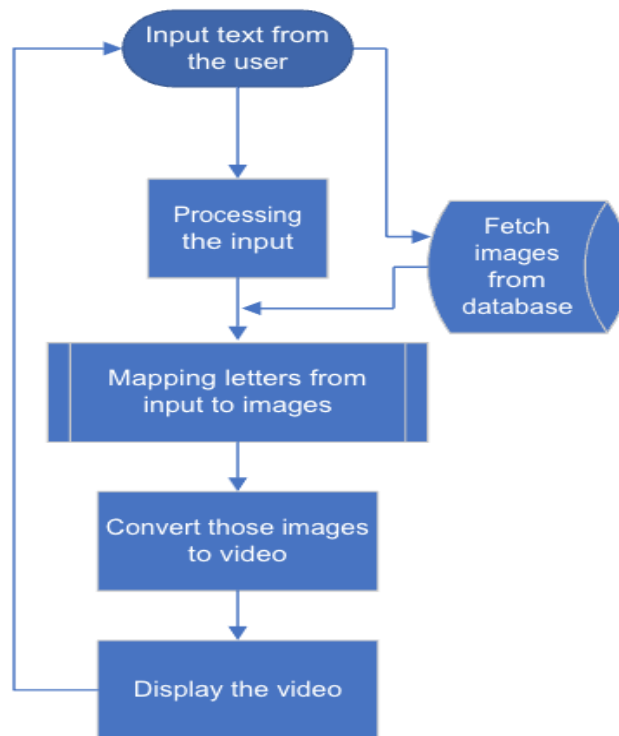 Input text from
the user
Processing
the input
Fetch
images
from
database
Mapping letters from
input to images
Convert those images
to video
Display the video